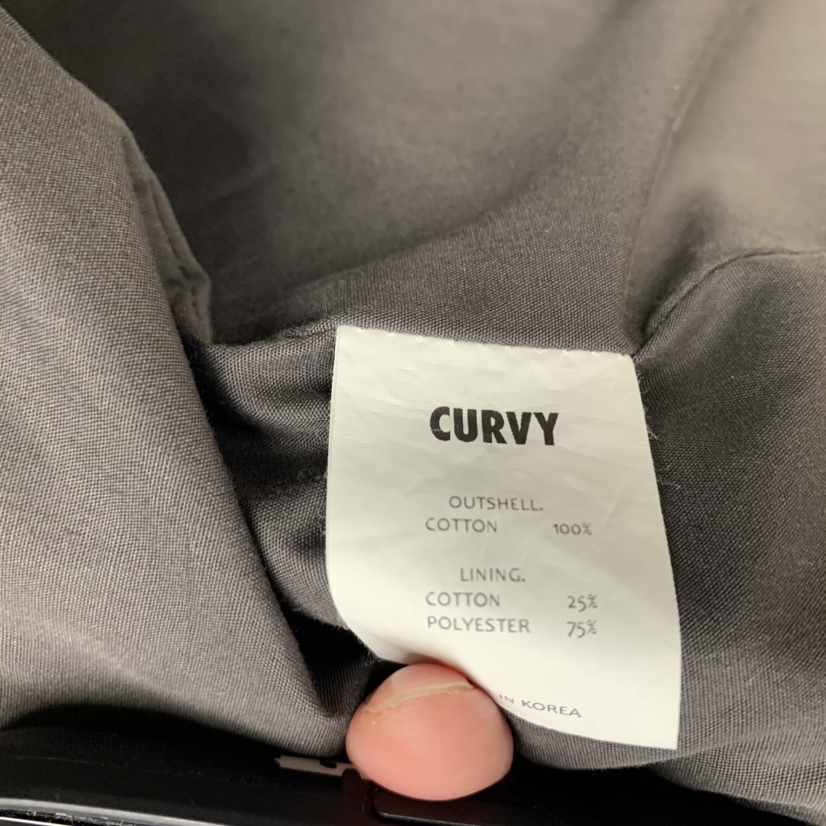 CURVY
OUTSHELL.
COTTON 100%
LINING.
COTTON 25%
POLYESTER 75%
IN KOREA